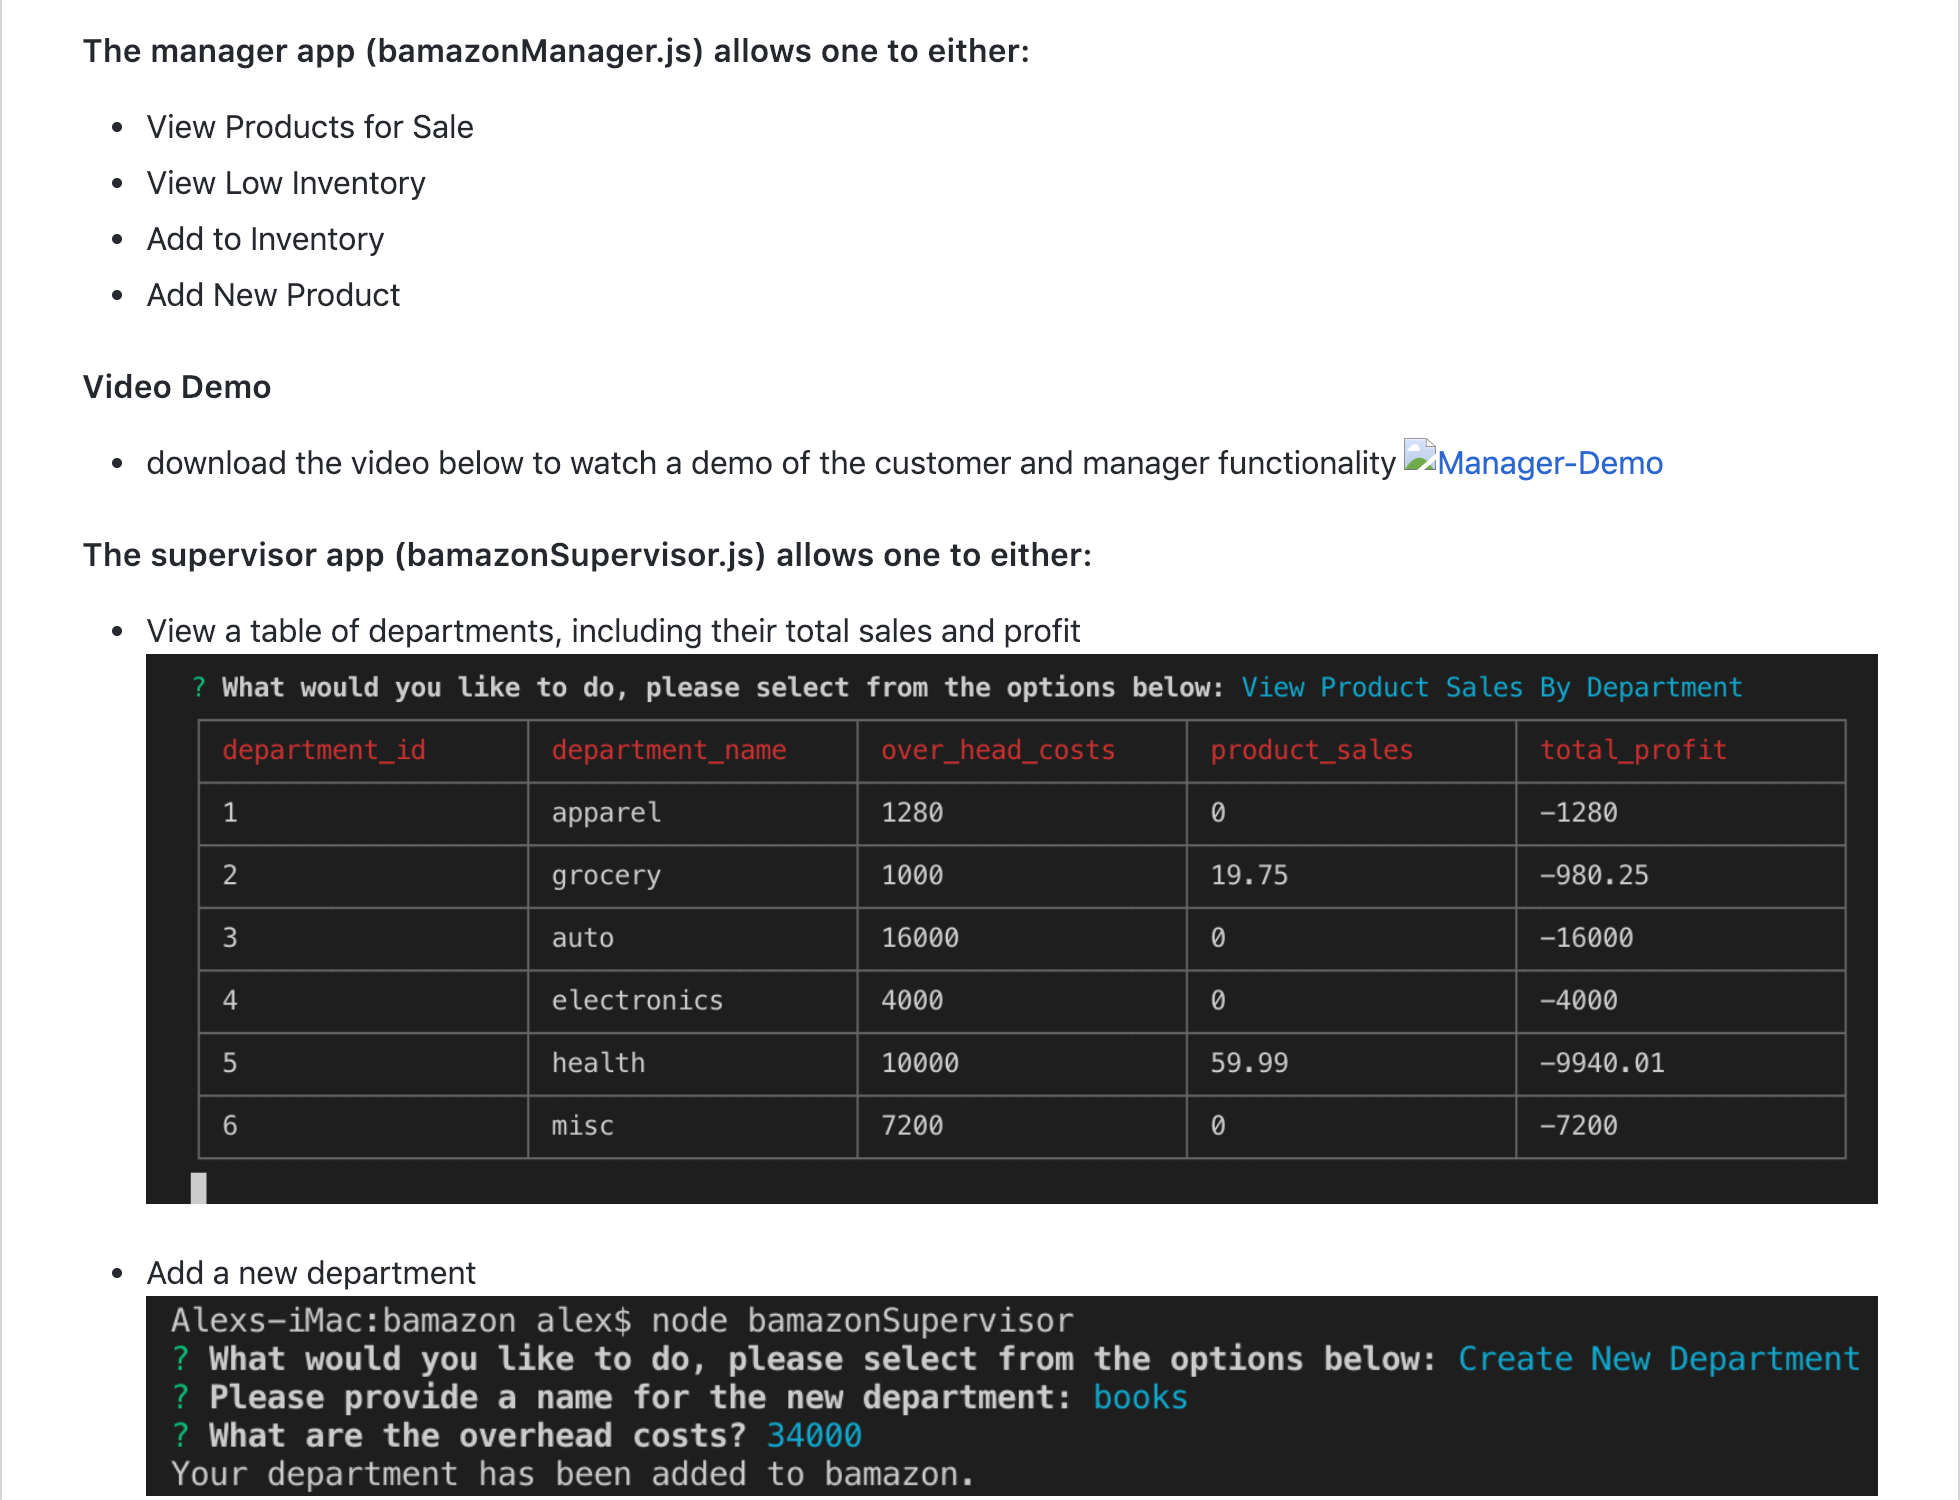 The manager app (bamazonManager.js) allows one to either:
• View Products for Sale
• View Low Inventory
• Add to Inventory
• Add New Product
Video Demo
• download the video below to watch a demo of the customer and manager functionality Manager-Demo
The supervisor app (bamazonSupervisor.js) allows one to either:
• View a table of departments, including their total sales and profit
? What would you like to do, please select from the options below: View Product Sales By Department
department_id department_name over_head_costs product_sales total_profit
1 apparel 1280 0 -1280
2 grocery 1000 19.75 -980.25
3 auto 16000 0 -16000
4 electronics 4000 0 -4000
5 health 10000 59.99 -9940.01
6 misc 7200 0 -7200
• Add a new department
Alexs-iMac:bamazon alex$ node bamazonSupervisor
? What would you like to do, please select from the options below: Create New Department
? Please provide a name for the new department: books
? What are the overhead costs? 34000
Your department has been added to bamazon.